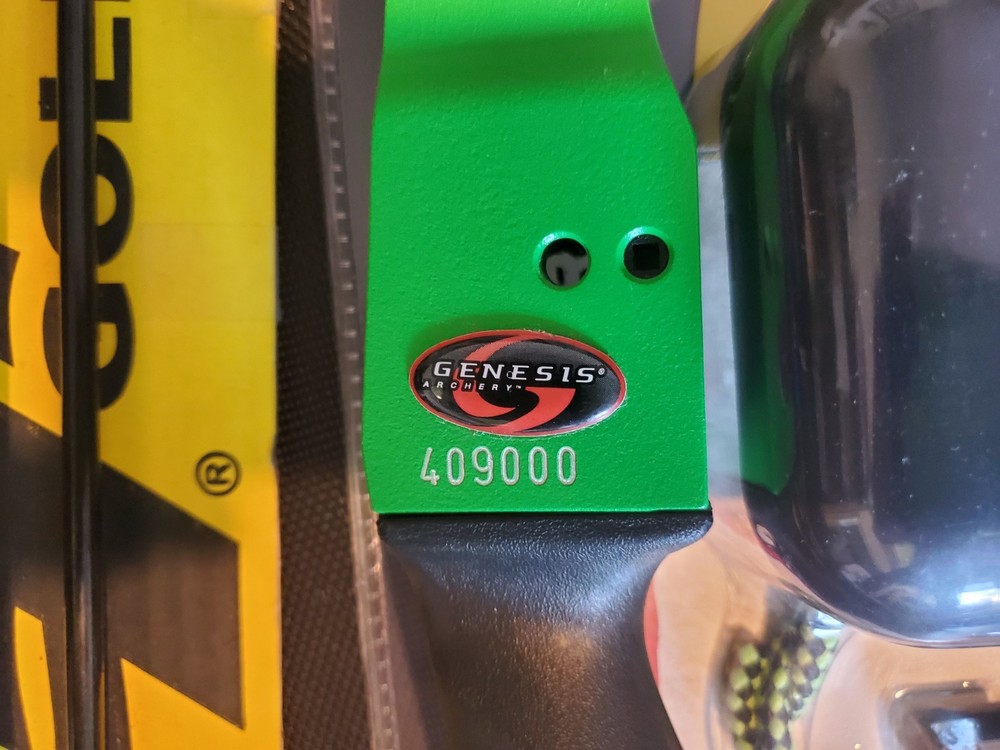 GOL
®
GENESIS®
ARCHERY™
409000